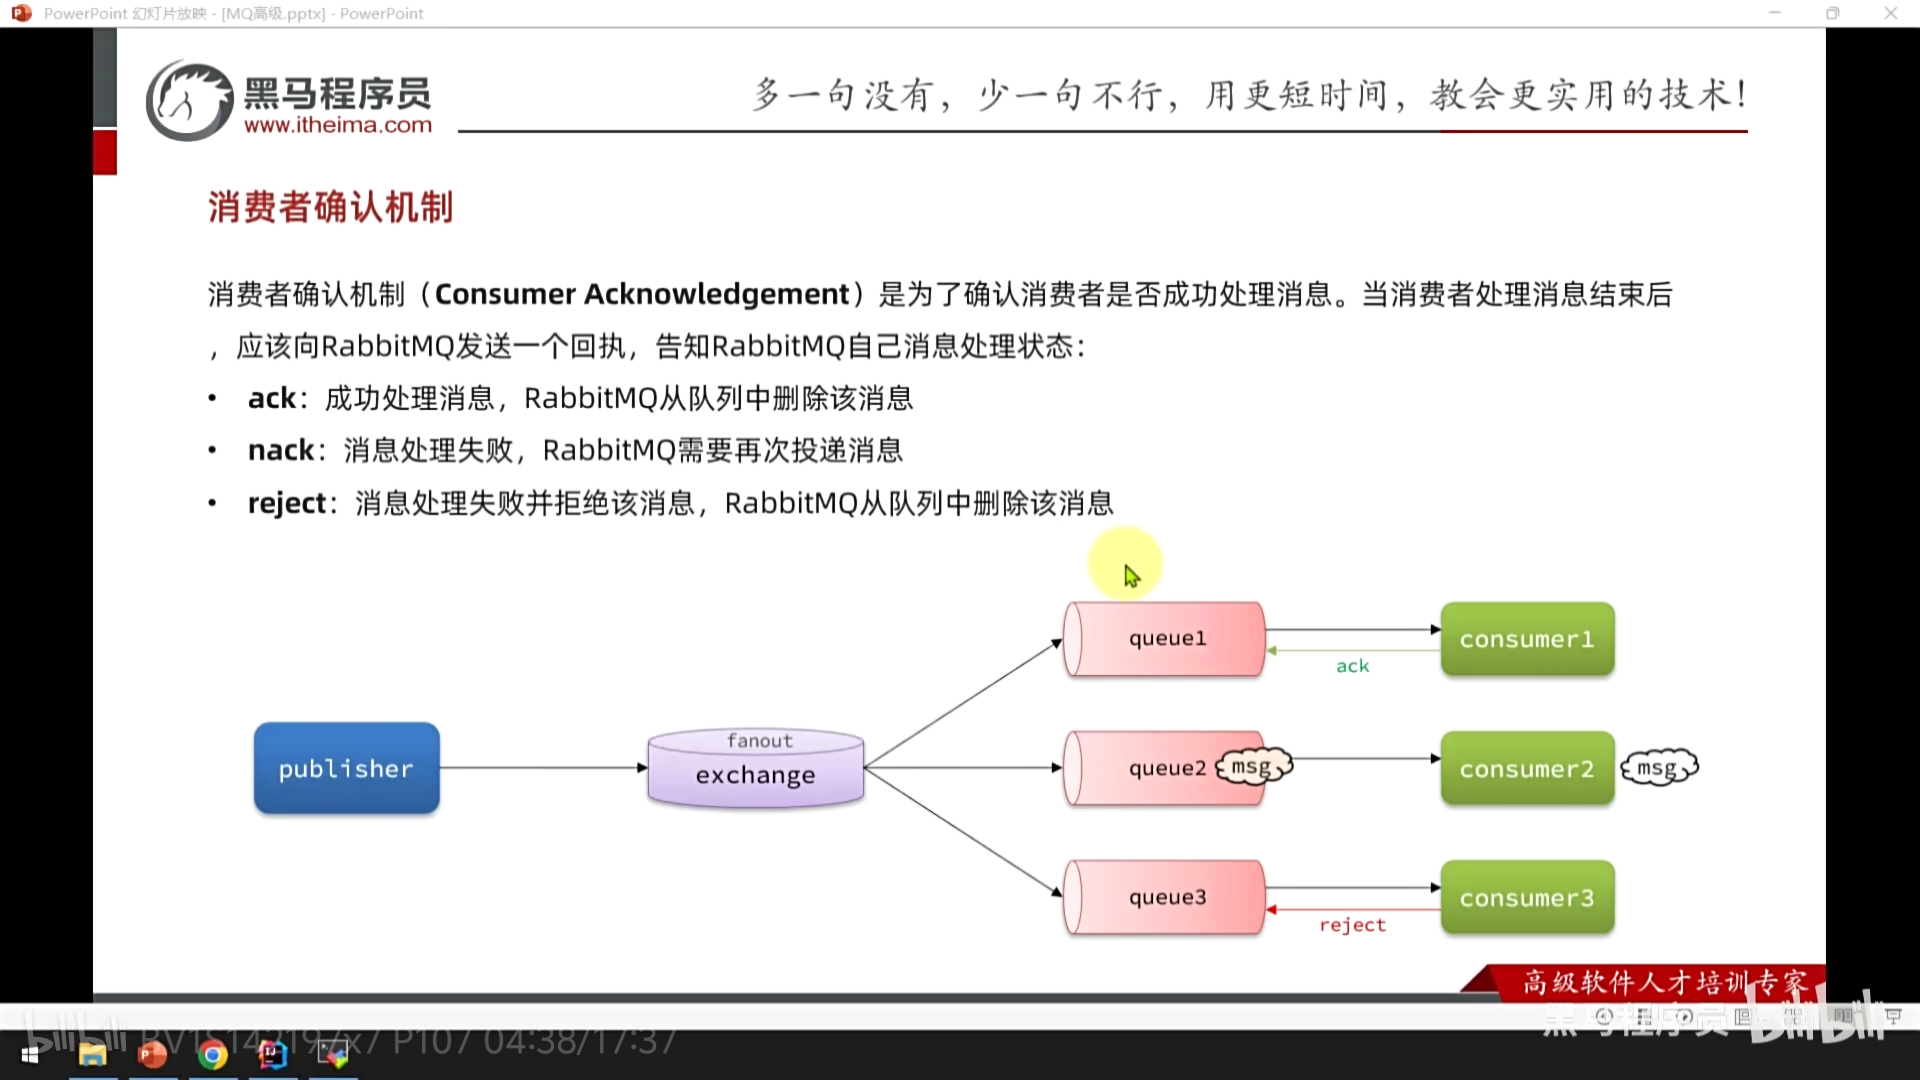 PowerPoint 幻灯片放映 - [MQ高级.pptx] - PowerPoint
黑马程序员
www.itheima.com
多一句没有，少一句不行，用更短时间，教会更实用的技术！
消费者确认机制
消费者确认机制（Consumer Acknowledgement）是为了确认消费者是否成功处理消息。当消费者处理消息结束后
，应该向RabbitMQ发送一个回执，告知RabbitMQ自己消息处理状态：
• ack：成功处理消息，RabbitMQ从队列中删除该消息
• nack：消息处理失败，RabbitMQ需要再次投递消息
• reject：消息处理失败并拒绝该消息，RabbitMQ从队列中删除该消息
queue1
consumer1
ack
publisher
fanout
exchange
queue2
msg
consumer2
msg
queue3
consumer3
reject
高级软件人才培训专家
黑马程序员
bilibili
bilibili
P107 04:38/17:37